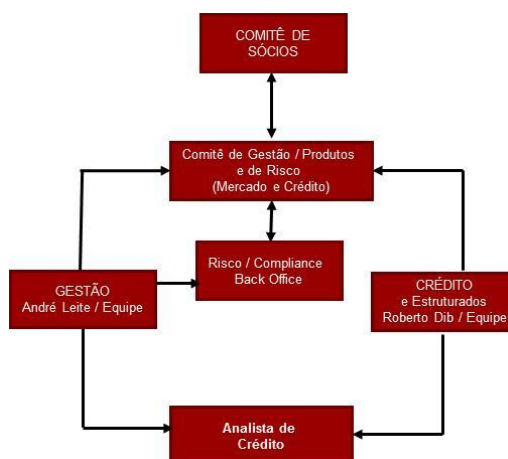 COMITÊ DE
SÓCIOS
Comitê de Gestão / Produtos
e de Risco
(Mercado e Crédito)
Risco / Compliance
Back Office
GESTÃO
André Leite / Equipe
CRÉDITO
e Estruturados
Roberto Dib / Equipe
Analista de
Crédito